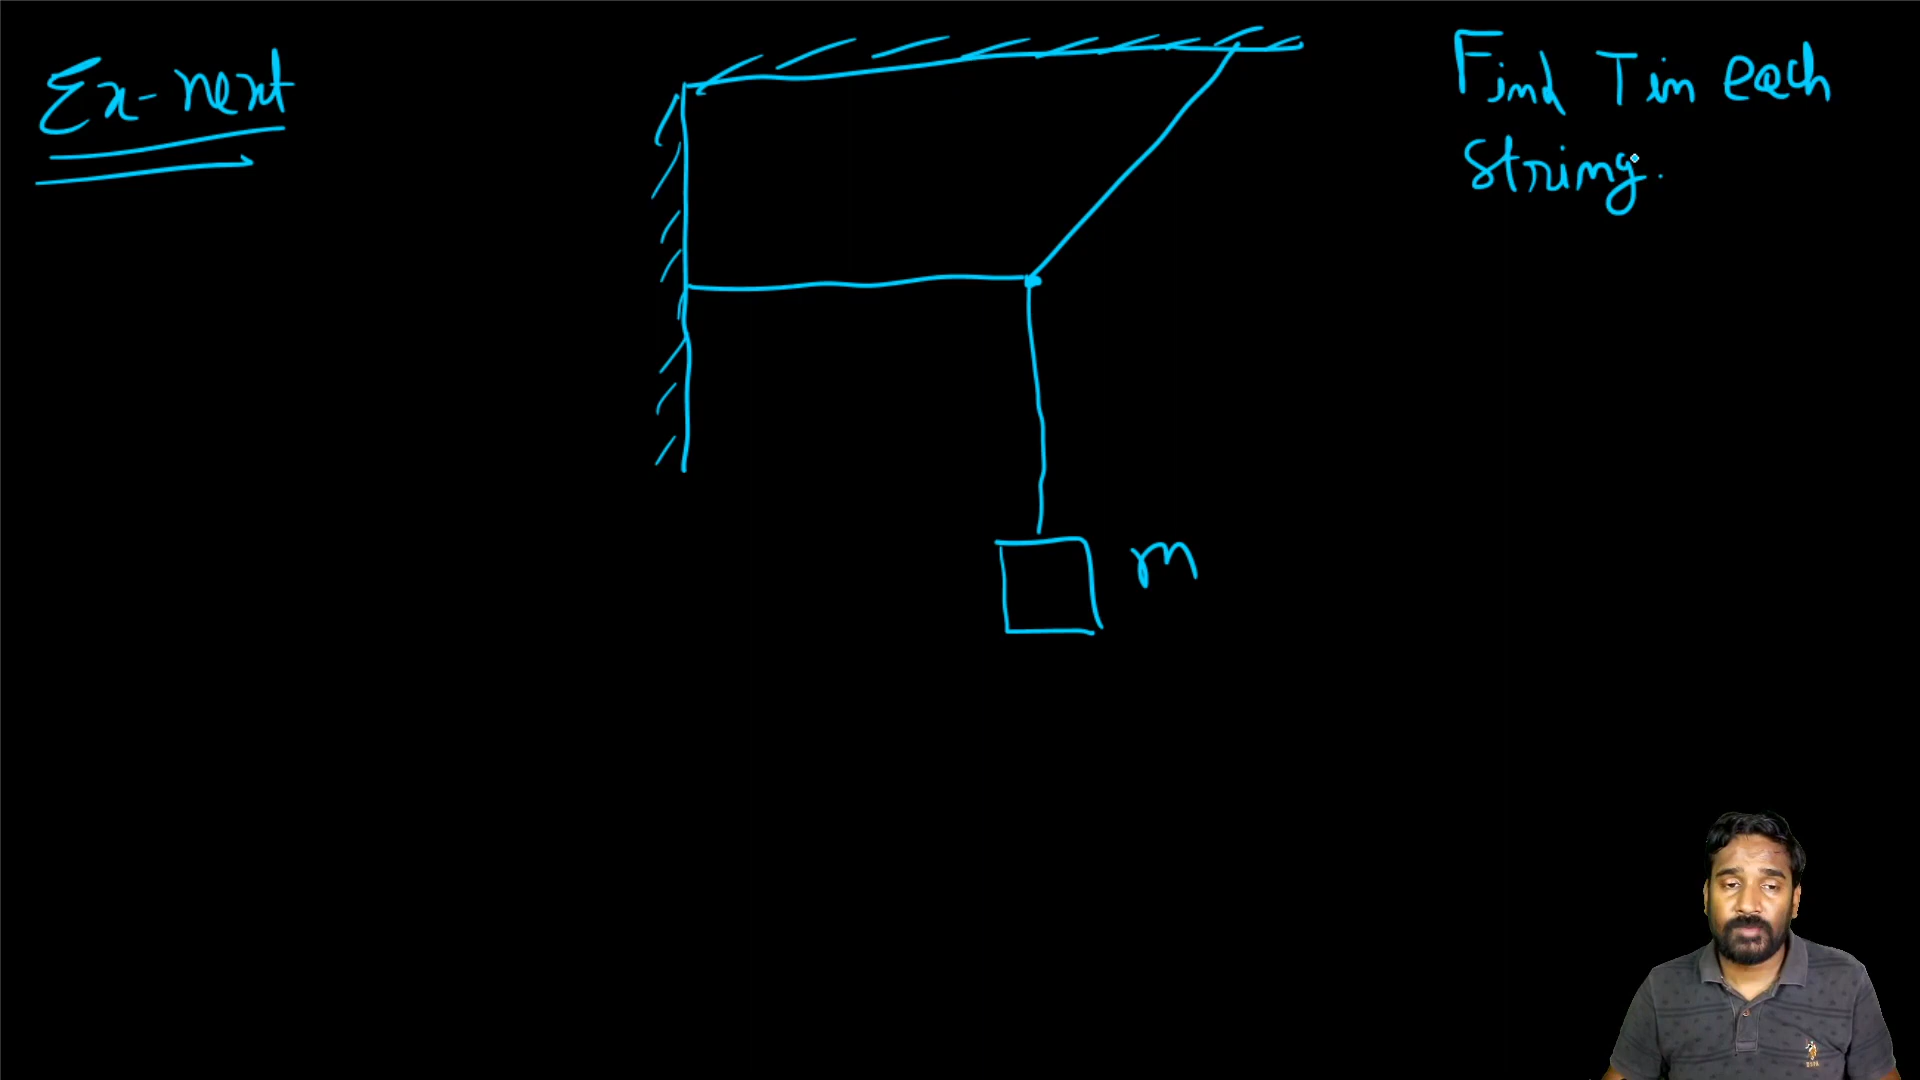 Ex-next
Find T in each
string.
m